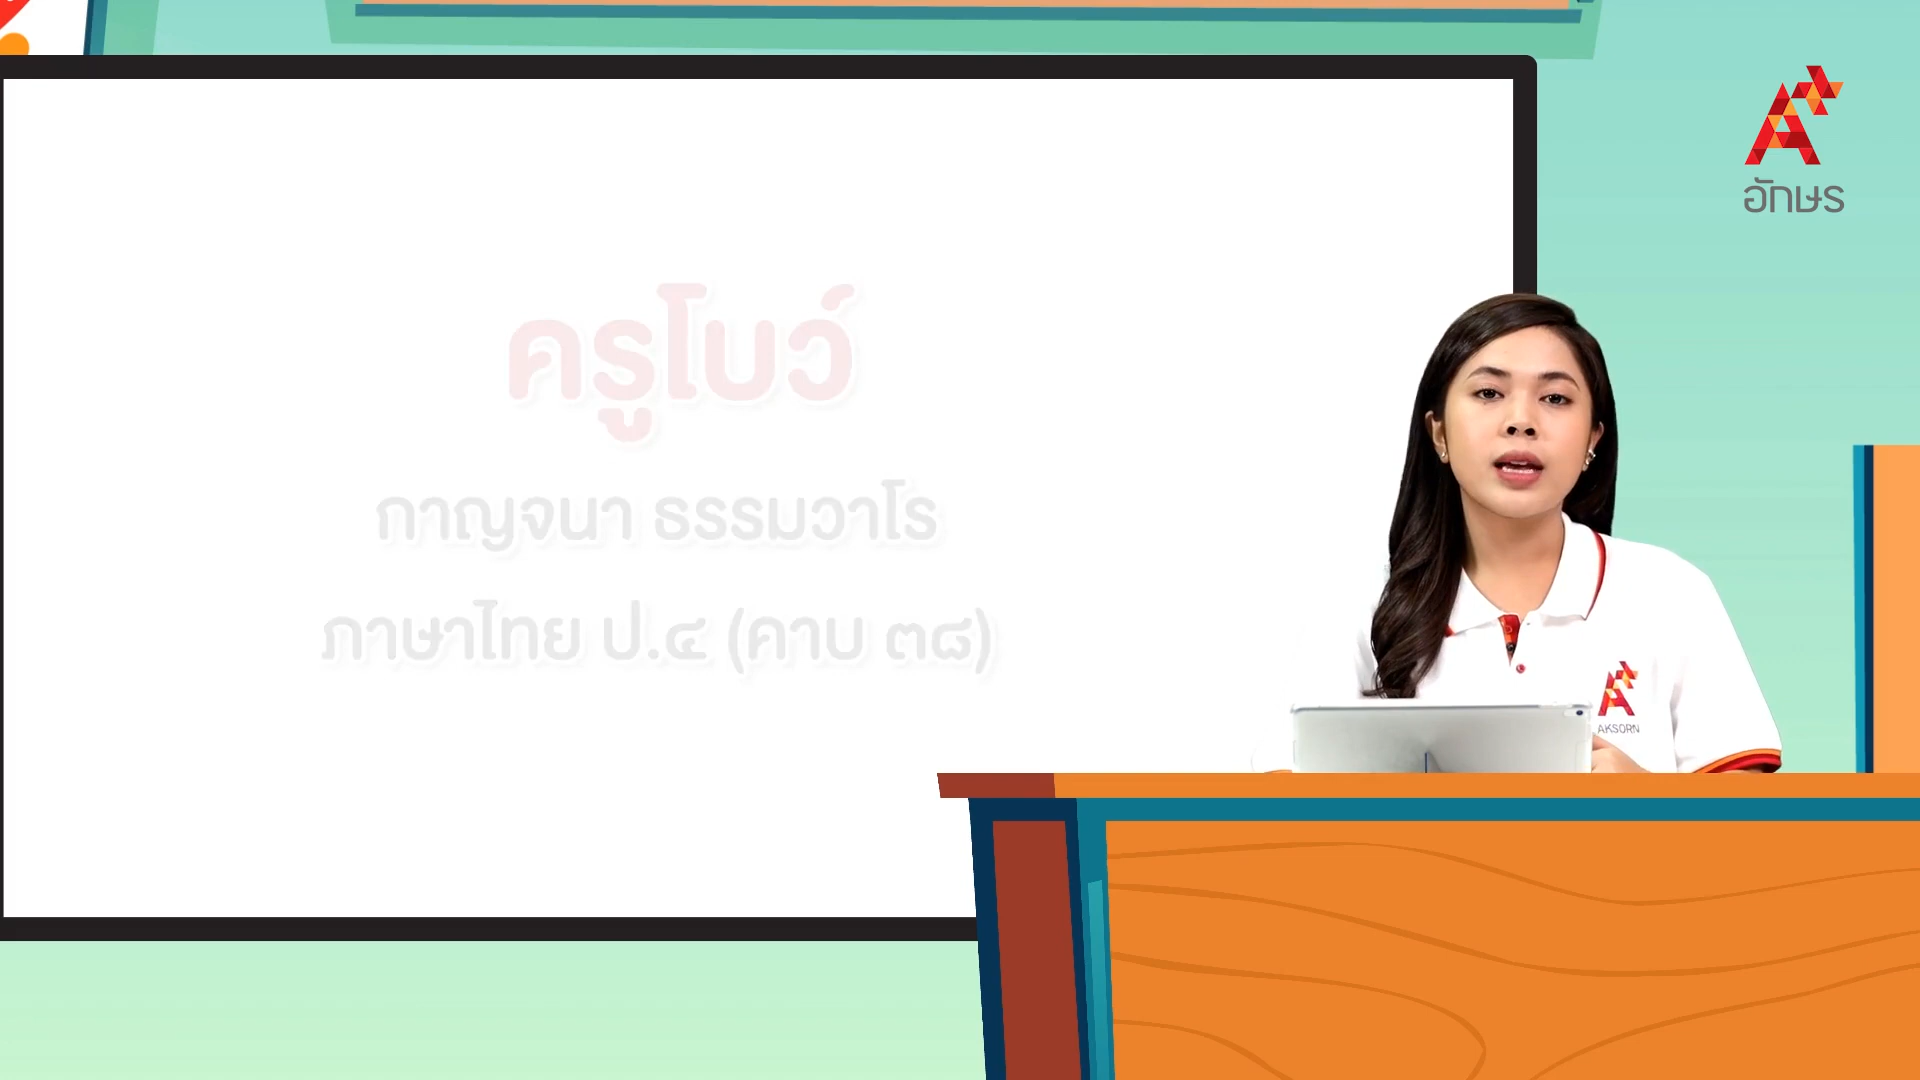 อักษร
ครูโบว์
กาญจนา ธรรมวาโร
ภาษาไทย ป.๔ (คาบ ๓๘)
AKSORN